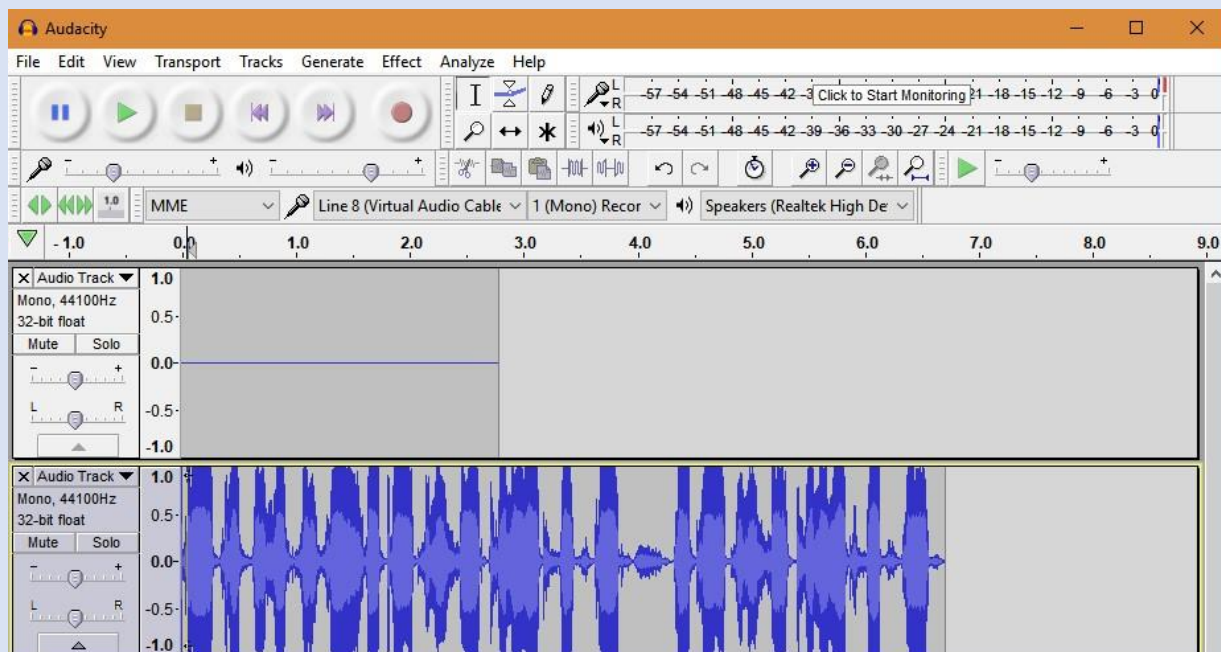 Audacity
File Edit View Transport Tracks Generate Effect Analyze Help
L
R
-57 -54 -51 -48 -45 -42 -3 Click to Start Monitoring 21 -18 -15 -12 -9 -6 -3 0
L
R
-57 -54 -51 -48 -45 -42 -39 -36 -33 -30 -27 -24 -21 -18 -15 -12 -9 -6 -3 0
- + - + - +
1.0 MME Line 8 (Virtual Audio Cable 1 (Mono) Recor Speakers (Realtek High De
-1.0 0.0 1.0 2.0 3.0 4.0 5.0 6.0 7.0 8.0 9.0
X Audio Track 1.0
Mono, 44100Hz
32-bit float 0.5
Mute Solo
- + 0.0
L R -0.5
-1.0
X Audio Track 1.0
Mono, 44100Hz
32-bit float 0.5
Mute Solo
- + 0.0
L R -0.5
-1.0